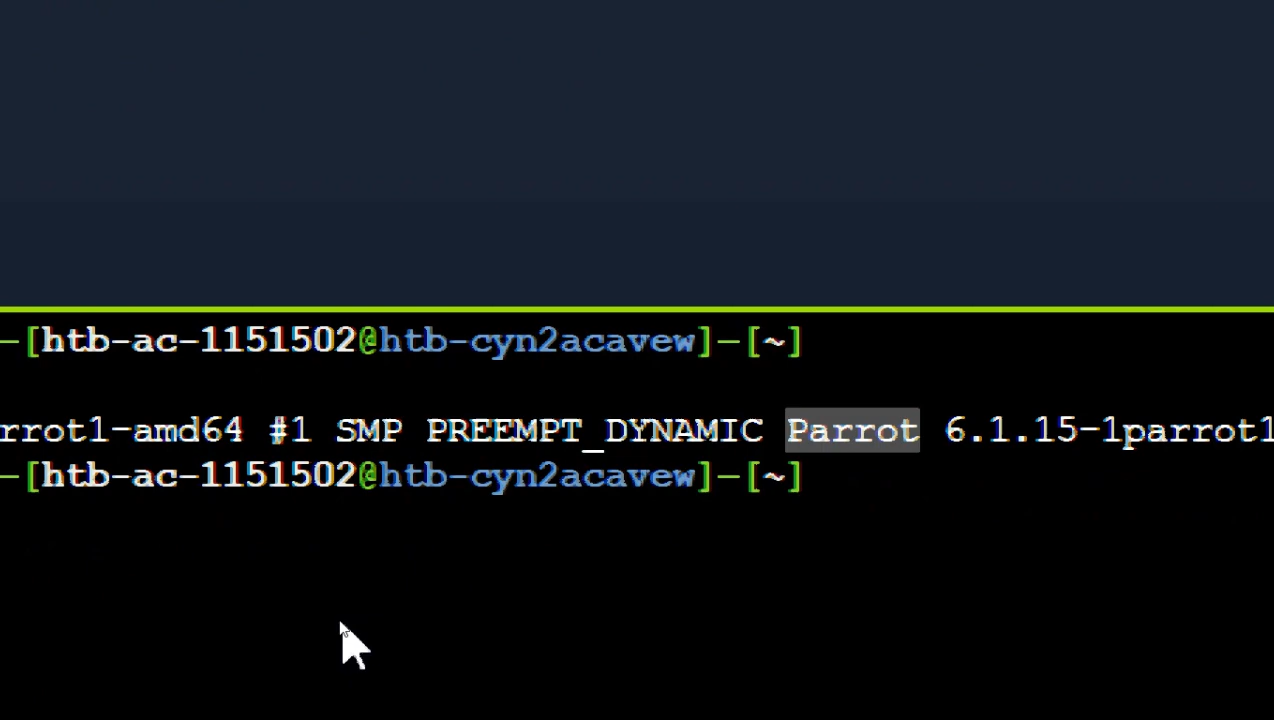 -[htb-ac-1151502@htb-cyn2acavew]-[~]
rrot1-amd64 #1 SMP PREEMPT_DYNAMIC Parrot 6.1.15-1parrot1
-[htb-ac-1151502@htb-cyn2acavew]-[~]